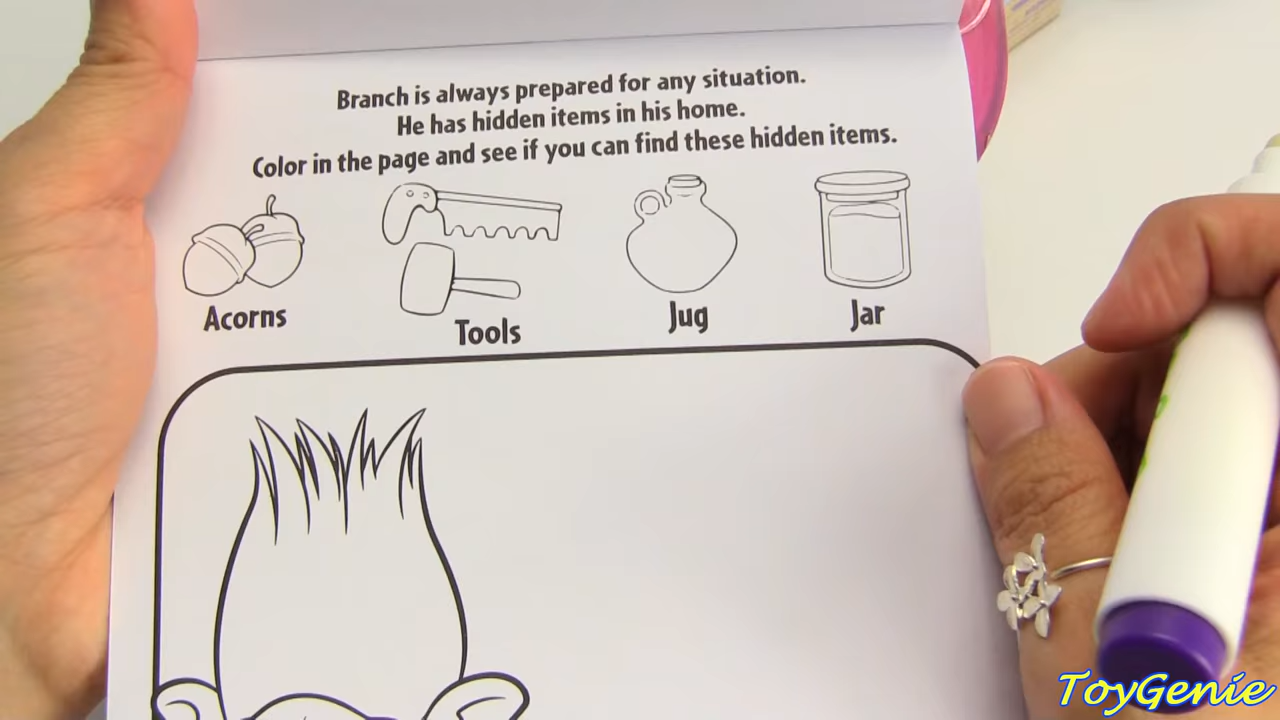 Branch is always prepared for any situation.
He has hidden items in his home.
Color in the page and see if you can find these hidden items.
Acorns
Tools
Jug
Jar
ToyGenie